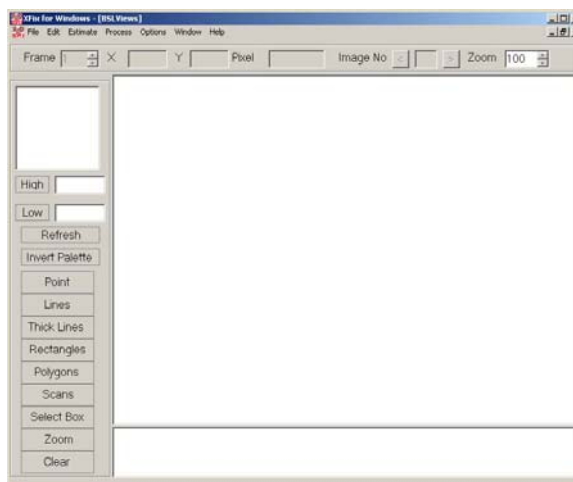 XFix for Windows - [BSLViews]
File Edit Estimate Process Options Window Help
Frame 1 X Y Pixel Image No < > Zoom 100
High
Low
Refresh
Invert Palette
Point
Lines
Thick Lines
Rectangles
Polygons
Scans
Select Box
Zoom
Clear